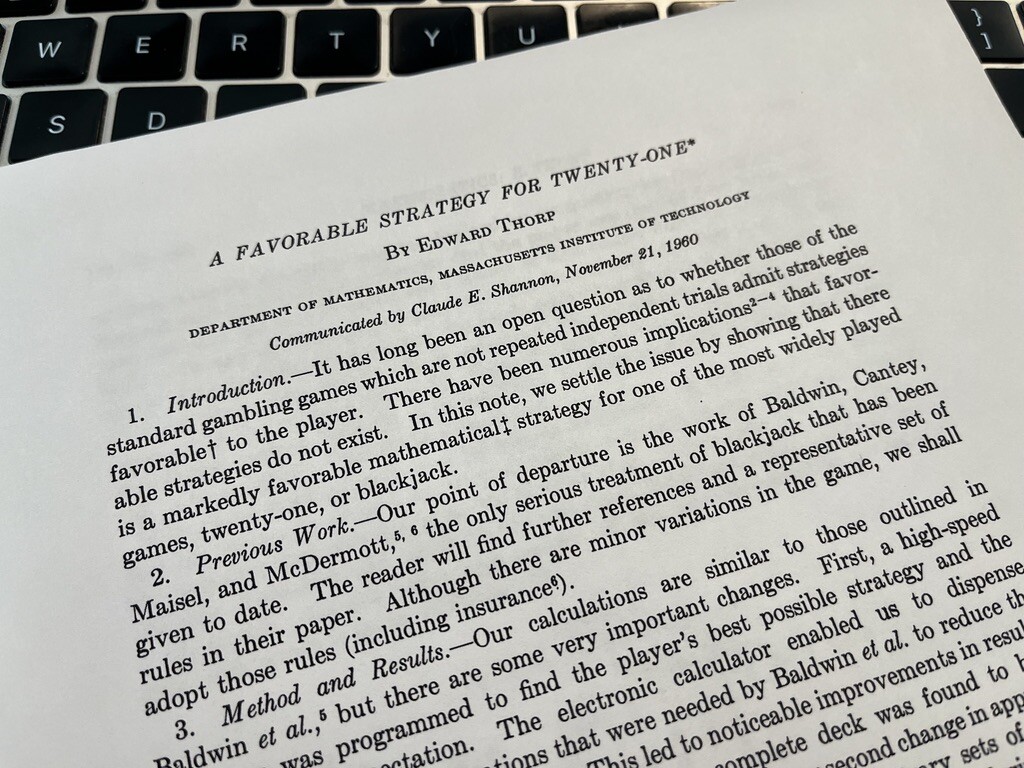 W E R T Y U } ]
S D
A FAVORABLE STRATEGY FOR TWENTY-ONE*
BY EDWARD THORP
DEPARTMENT OF MATHEMATICS, MASSACHUSETTS INSTITUTE OF TECHNOLOGY
Communicated by Claude E. Shannon, November 21, 1960
1. Introduction.—It has long been an open question as to whether those of the
standard gambling games which are not repeated independent trials admit strategies
favorable† to the player. There have been numerous implications²⁻⁴ that favor-
able strategies do not exist. In this note, we settle the issue by showing that there
is a markedly favorable mathematical‡ strategy for one of the most widely played
games, twenty-one, or blackjack.
2. Previous Work.—Our point of departure is the work of Baldwin, Cantey,
Maisel, and McDermott,⁵, ⁶ the only serious treatment of blackjack that has been
given to date. The reader will find further references and a representative set of
rules in their paper. Although there are minor variations in the game, we shall
adopt those rules (including insurance⁶).
3. Method and Results.—Our calculations are similar to those outlined in
Baldwin et al.,⁵ but there are some very important changes. First, a high-speed
was programmed to find the player's best possible strategy and the
ctation. The electronic calculator enabled us to dispense
tions that were needed by Baldwin et al. to reduce th
This led to noticeable improvements in resul
complete deck was found to b
second change in app
ry sets of